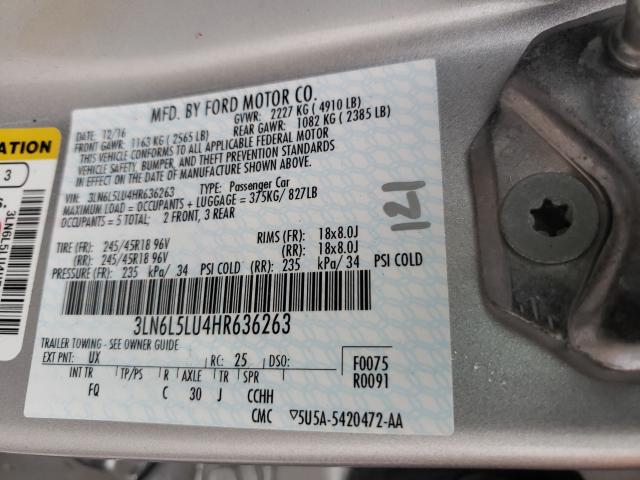 MFD. BY FORD MOTOR CO.
DATE: 12/16 GVWR: 2227 KG ( 4910 LB)
FRONT GAWR: 1163 KG ( 2565 LB) REAR GAWR: 1082 KG ( 2385 LB)
THIS VEHICLE CONFORMS TO ALL APPLICABLE FEDERAL MOTOR
VEHICLE SAFETY, BUMPER, AND THEFT PREVENTION STANDARDS
IN EFFECT ON THE DATE OF MANUFACTURE SHOWN ABOVE.
VIN: 3LN6L5LU4HR636263 TYPE: Passenger Car
MAXIMUM LOAD = OCCUPANTS + LUGGAGE = 375KG/ 827LB
OCCUPANTS = 5 TOTAL: 2 FRONT, 3 REAR
121
TIRE (FR): 245/45R18 96V RIMS (FR): 18x8.0J
(RR): 245/45R18 96V (RR): 18x8.0J
PRESSURE (FR): 235 kPa/ 34 PSI COLD (RR): 235 kPa/ 34 PSI COLD
3LN6L5LU4HR636263
TRAILER TOWING - SEE OWNER GUIDE
EXT PNT: UX RC: 25 DSO: F0075
R0091
INT TR TP/PS R AXLE TR SPR
FQ C 30 J CCHH
CMC ▽5U5A-5420472-AA
ATION
3